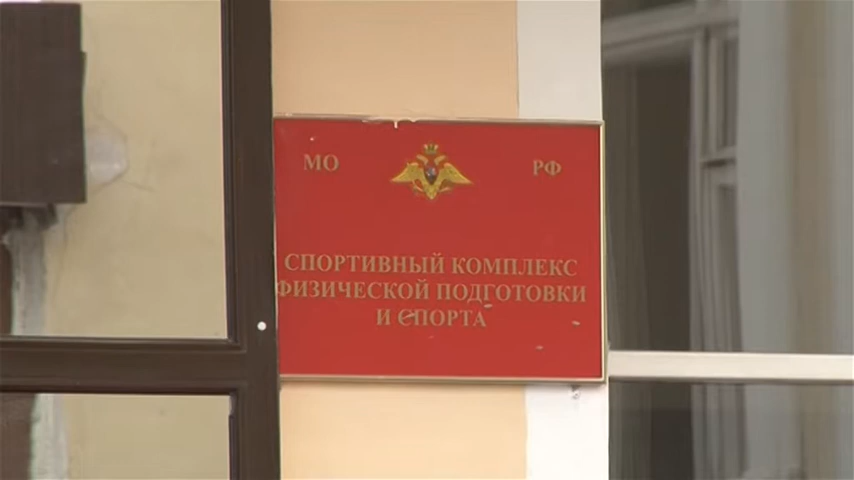 МО РФ
СПОРТИВНЫЙ КОМПЛЕКС
ФИЗИЧЕСКОЙ ПОДГОТОВКИ
И СПОРТА